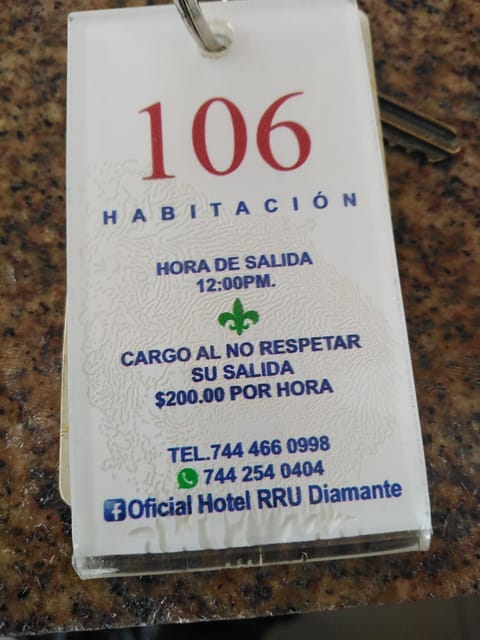 106
HABITACIÓN
HORA DE SALIDA
12:00PM.
CARGO AL NO RESPETAR
SU SALIDA
$200.00 POR HORA
TEL.744 466 0998
744 254 0404
Oficial Hotel RRU Diamante